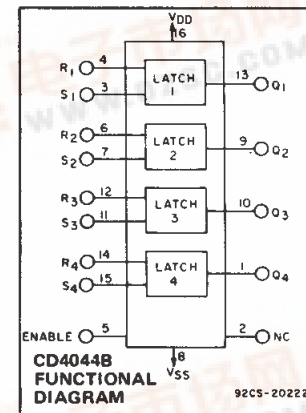 VDD
16
R1 4
S1 3
LATCH
1
13 Q1
R2 6
S2 7
LATCH
2
9 Q2
R3 12
S3 11
LATCH
3
10 Q3
R4 14
S4 15
LATCH
4
1 Q4
ENABLE 5
2 NC
8
VSS
CD4044B
FUNCTIONAL
DIAGRAM
92CS-20222